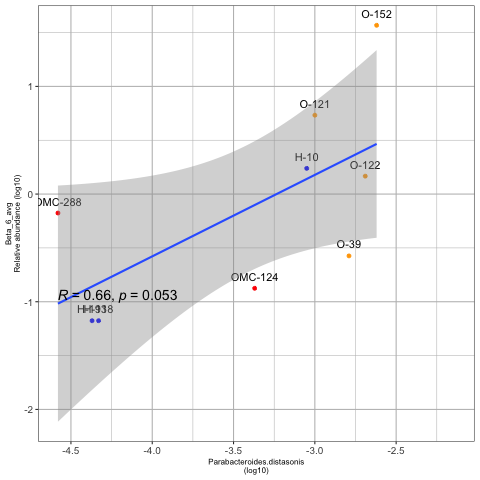 O-152
O-121
H-10
O-122
OMC-288
O-39
OMC-124
R = 0.66, p = 0.053
1
0
-1
-2
-4.5
-4.0
-3.5
-3.0
-2.5
Beta_6_avg
Relative abundance (log10)
Parabacteroides.distasonis
(log10)